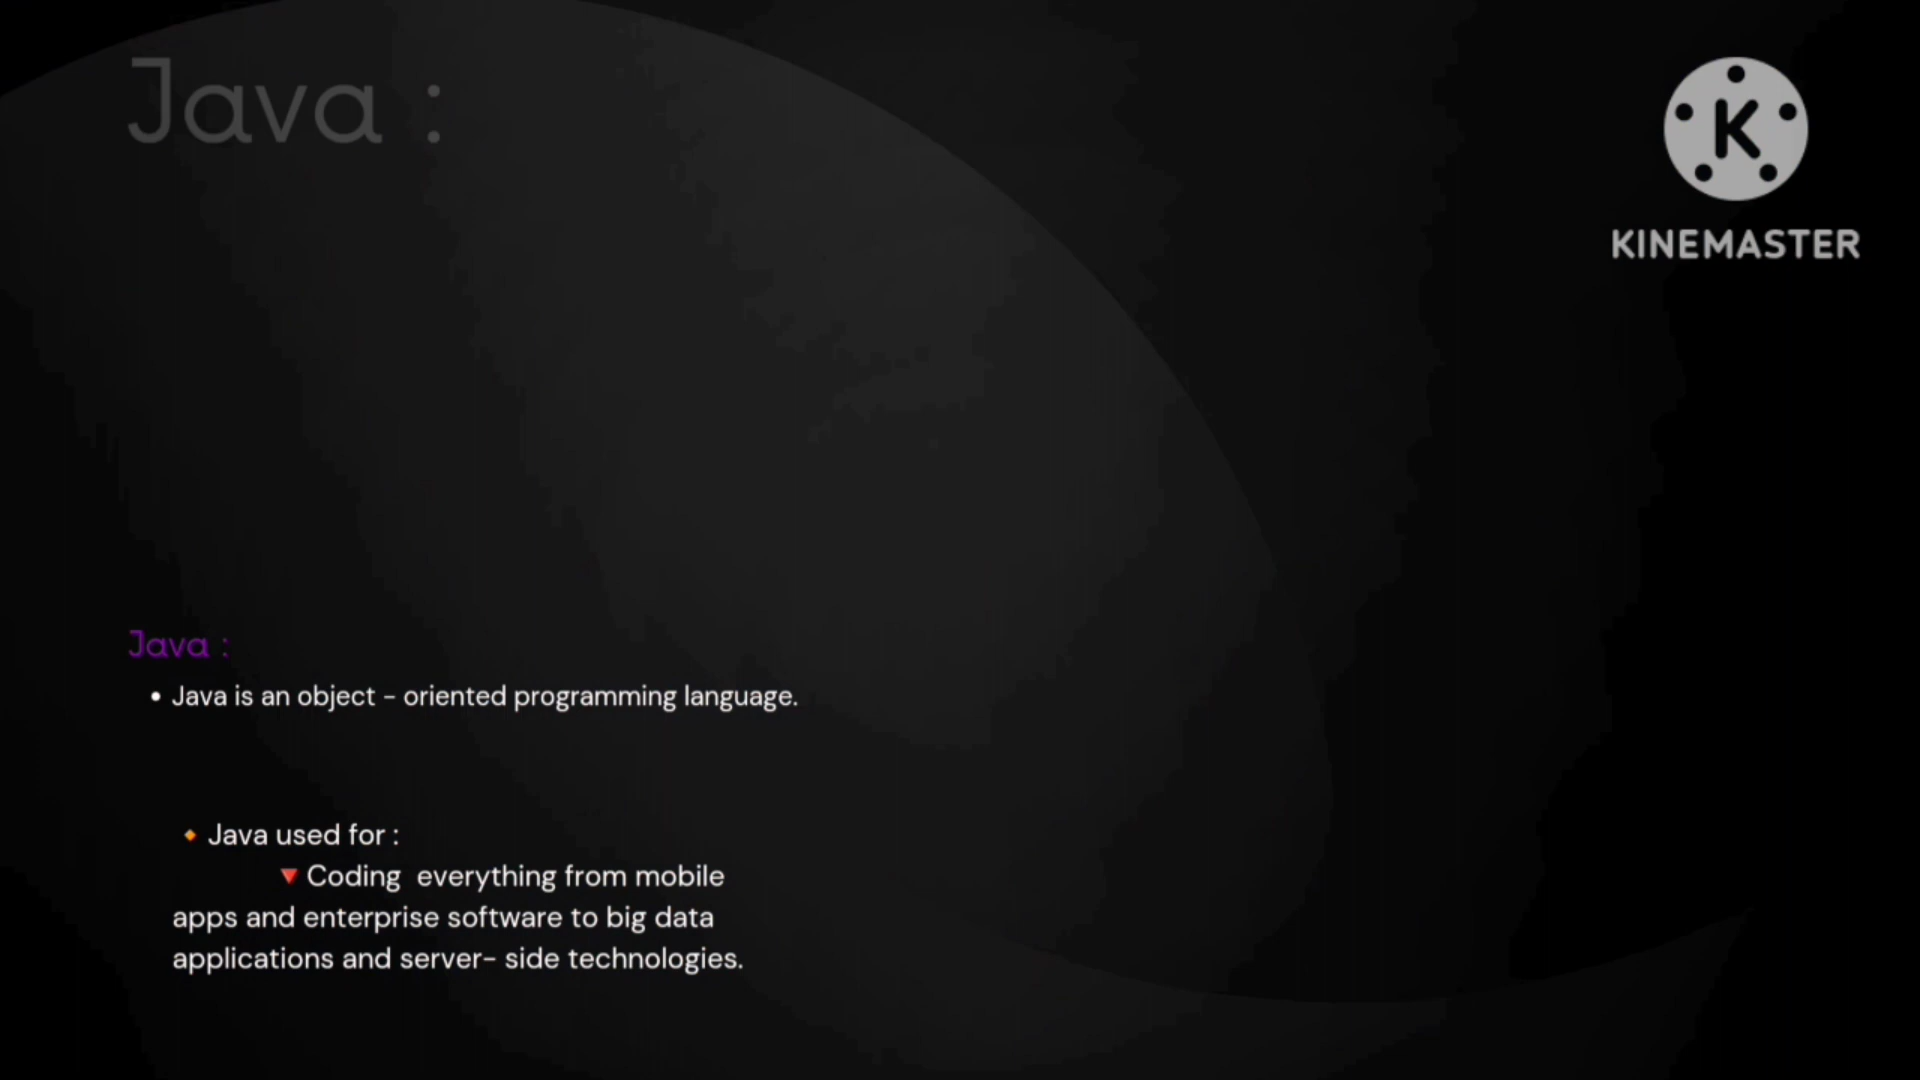 Java :
K
KINEMASTER
Java :
• Java is an object - oriented programming language.
🔸 Java used for :
🔻Coding  everything from mobile
apps and enterprise software to big data
applications and server- side technologies.